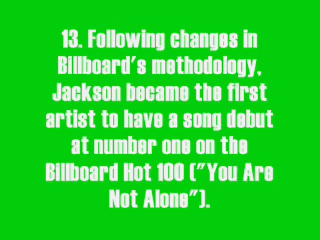 13. Following changes in
Billboard's methodology,
Jackson became the first
artist to have a song debut
at number one on the
Billboard Hot 100 ("You Are
Not Alone").